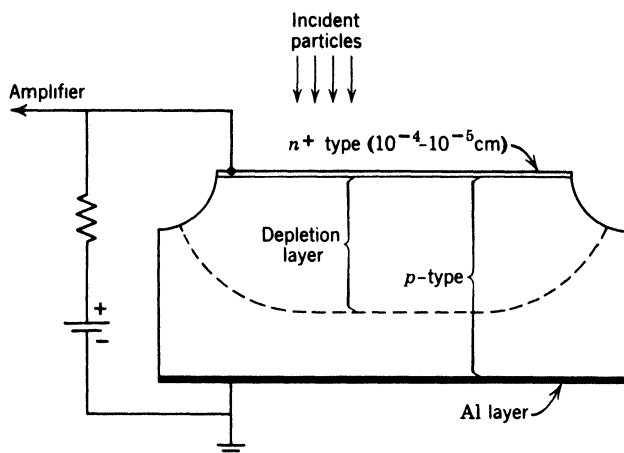 Incident
particles
Amplifier
n+ type (10⁻⁴-10⁻⁵cm)
Depletion
layer
p-type
+
-
Al layer